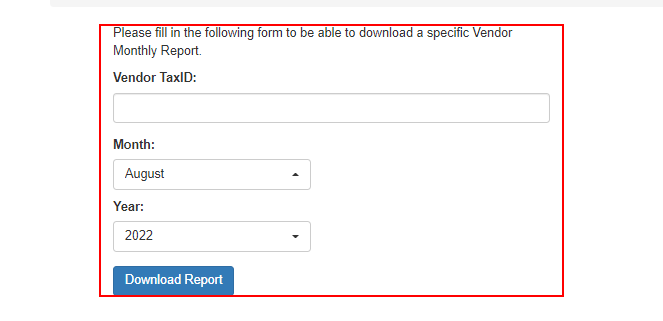 Please fill in the following form to be able to download a specific Vendor
Monthly Report.
Vendor TaxID:
Month:
August
Year:
2022
Download Report